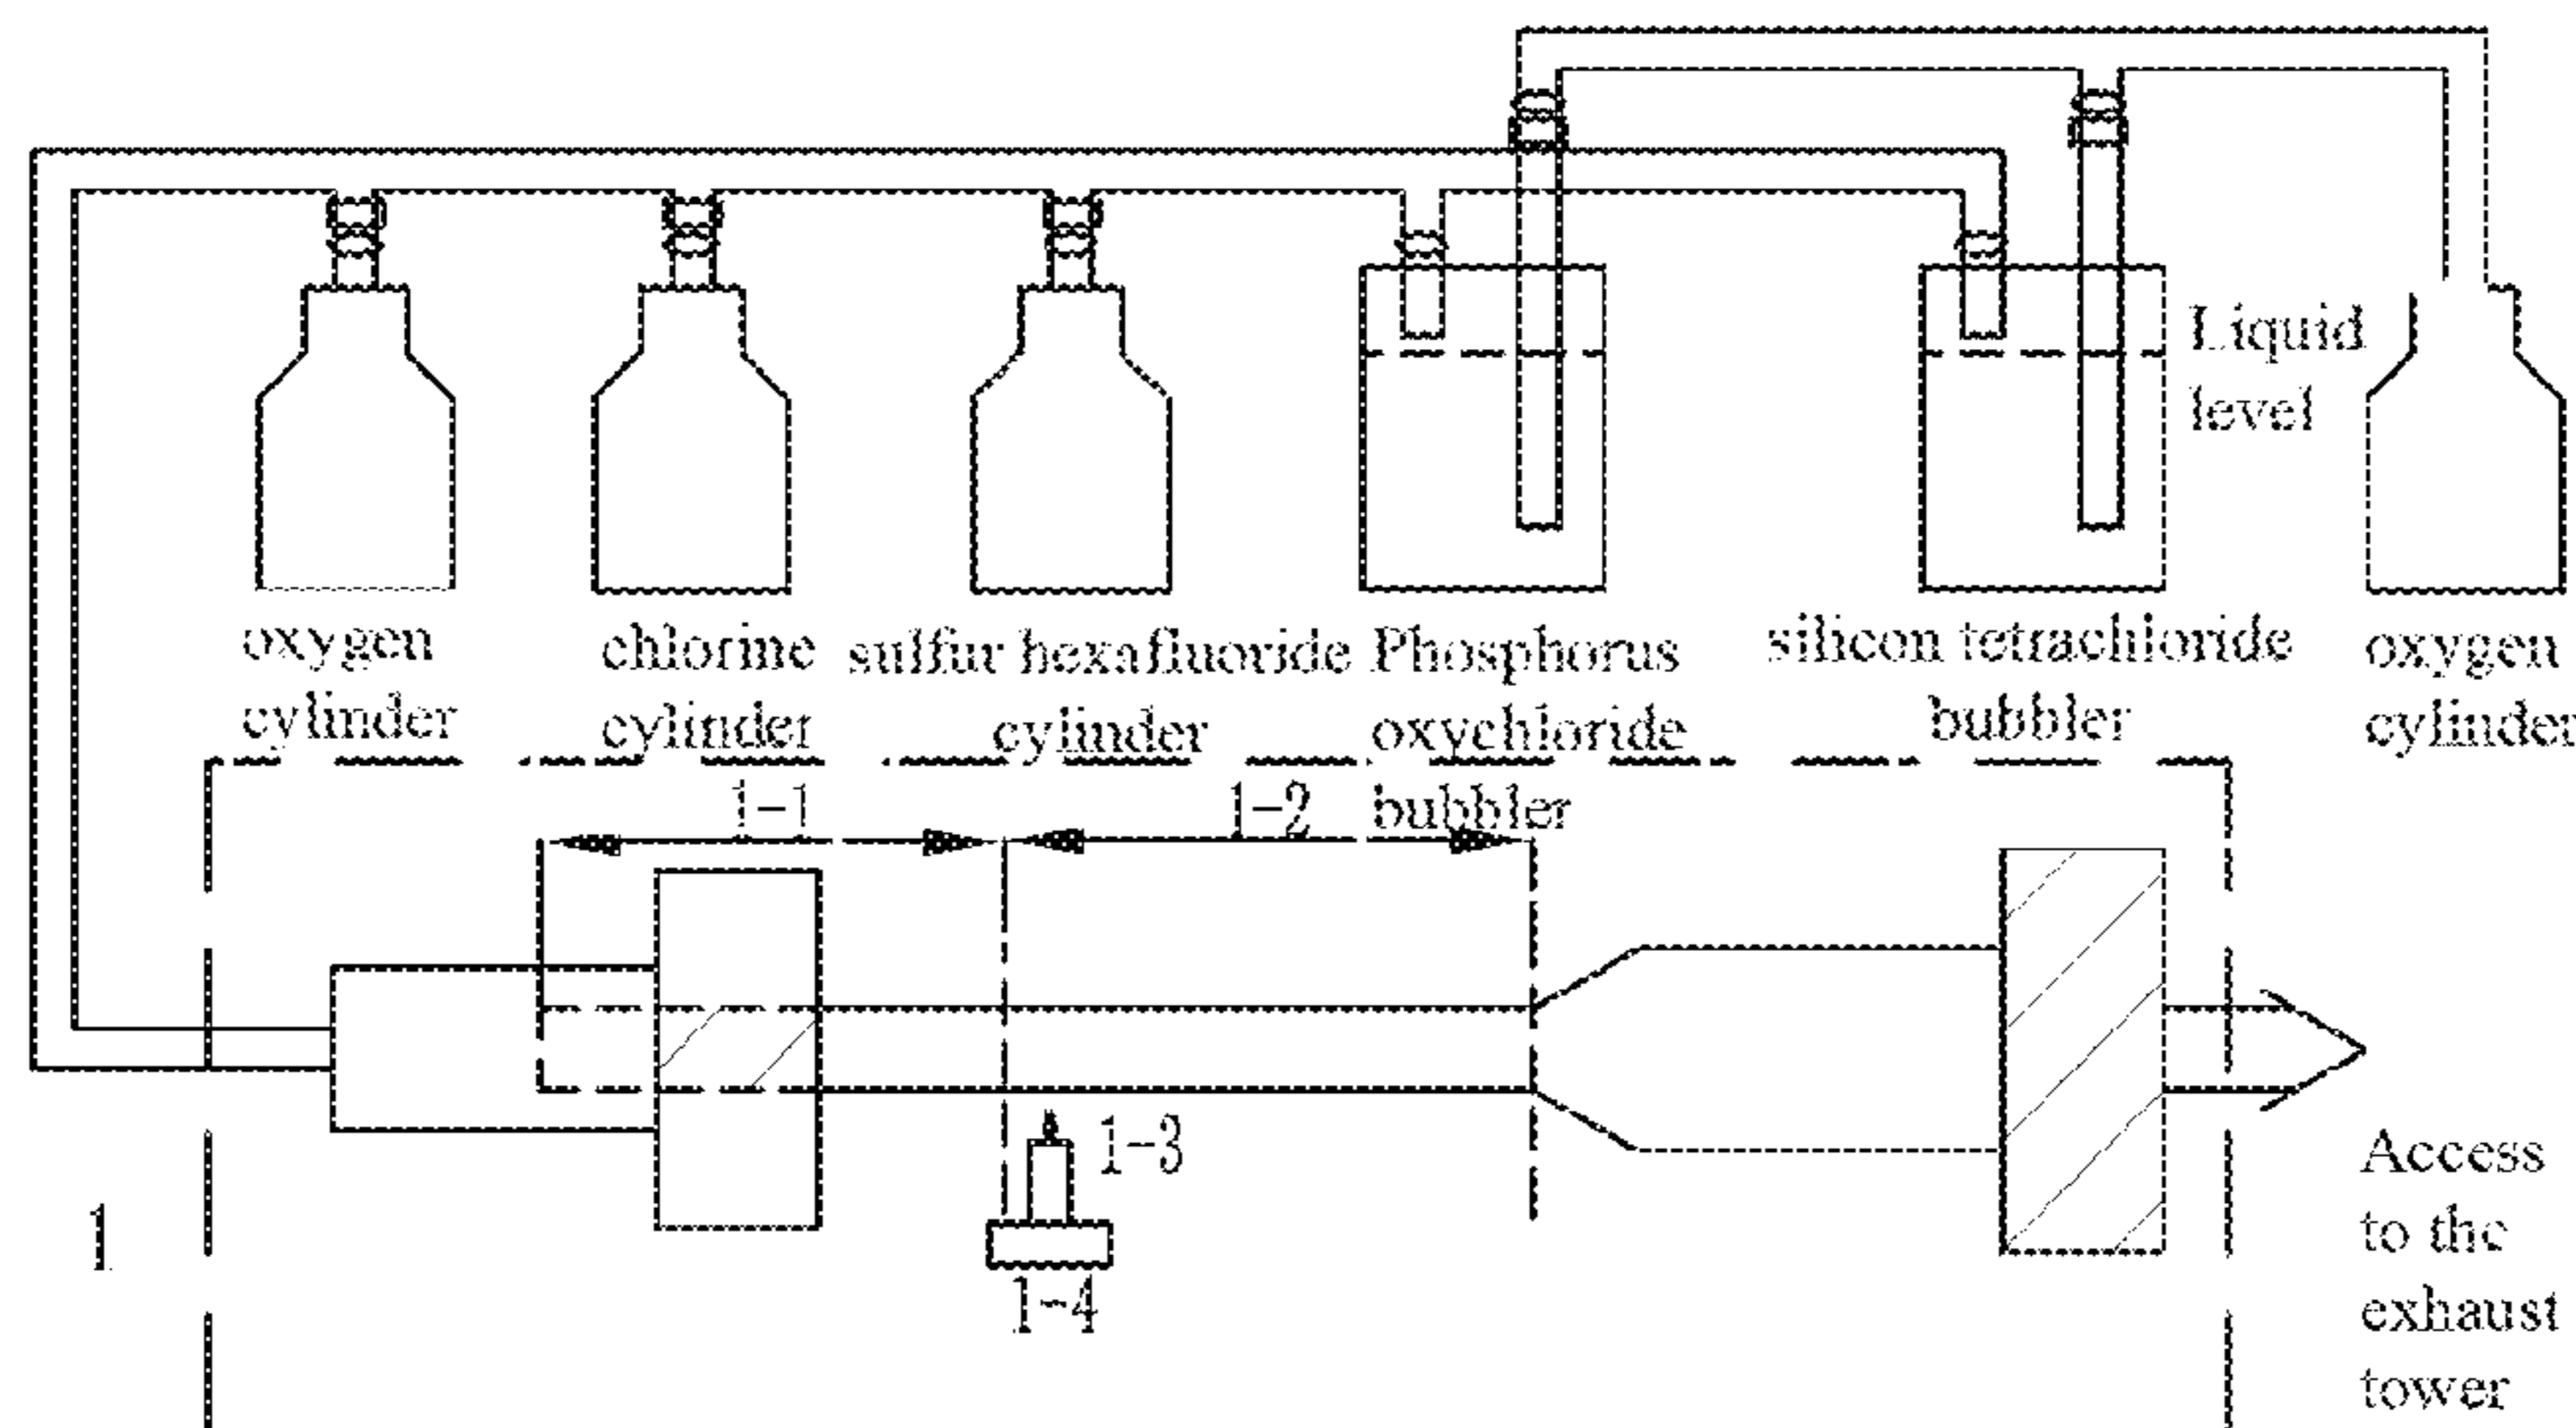 Liquid
level
oxygen
cylinder
chlorine
cylinder
sulfur hexafluoride
cylinder
Phosphorus
oxychloride
bubbler
silicon tetrachloride
bubbler
oxygen
cylinder
1-1
1-2
1-3
1-4
1
Access
to the
exhaust
tower